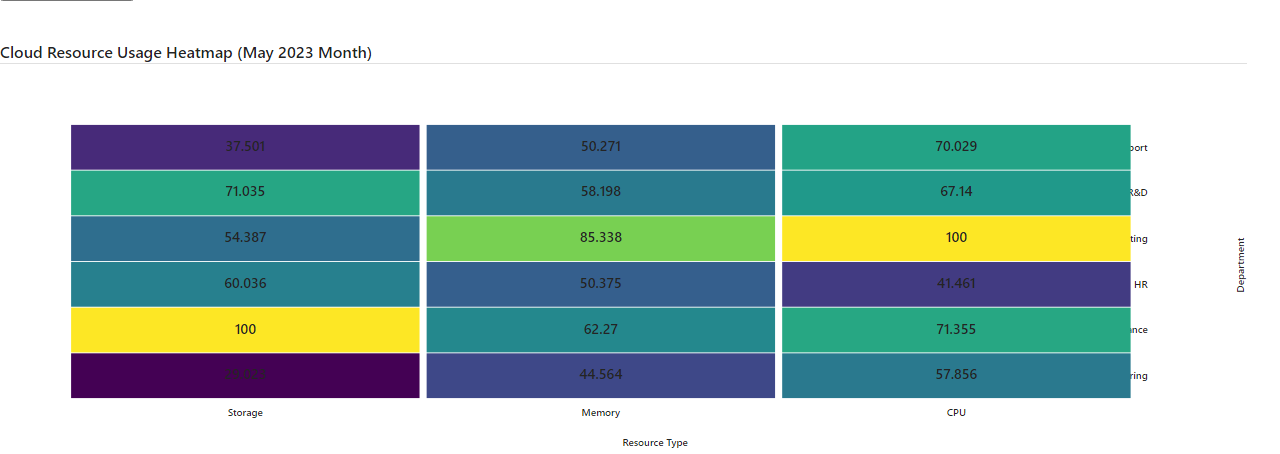 Cloud Resource Usage Heatmap (May 2023 Month)
37.501 50.271 70.029 port
71.035 58.198 67.14 R&D
54.387 85.338 100 ting
60.036 50.375 41.461 HR
100 62.27 71.355 ance
44.564 57.856 ring
Storage Memory CPU
Resource Type
Department